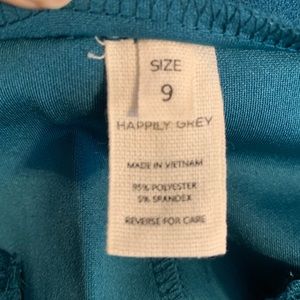 SIZE
9
HAPPILY GREY
MADE IN VIETNAM
95% POLYESTER
5% SPANDEX
REVERSE FOR CARE